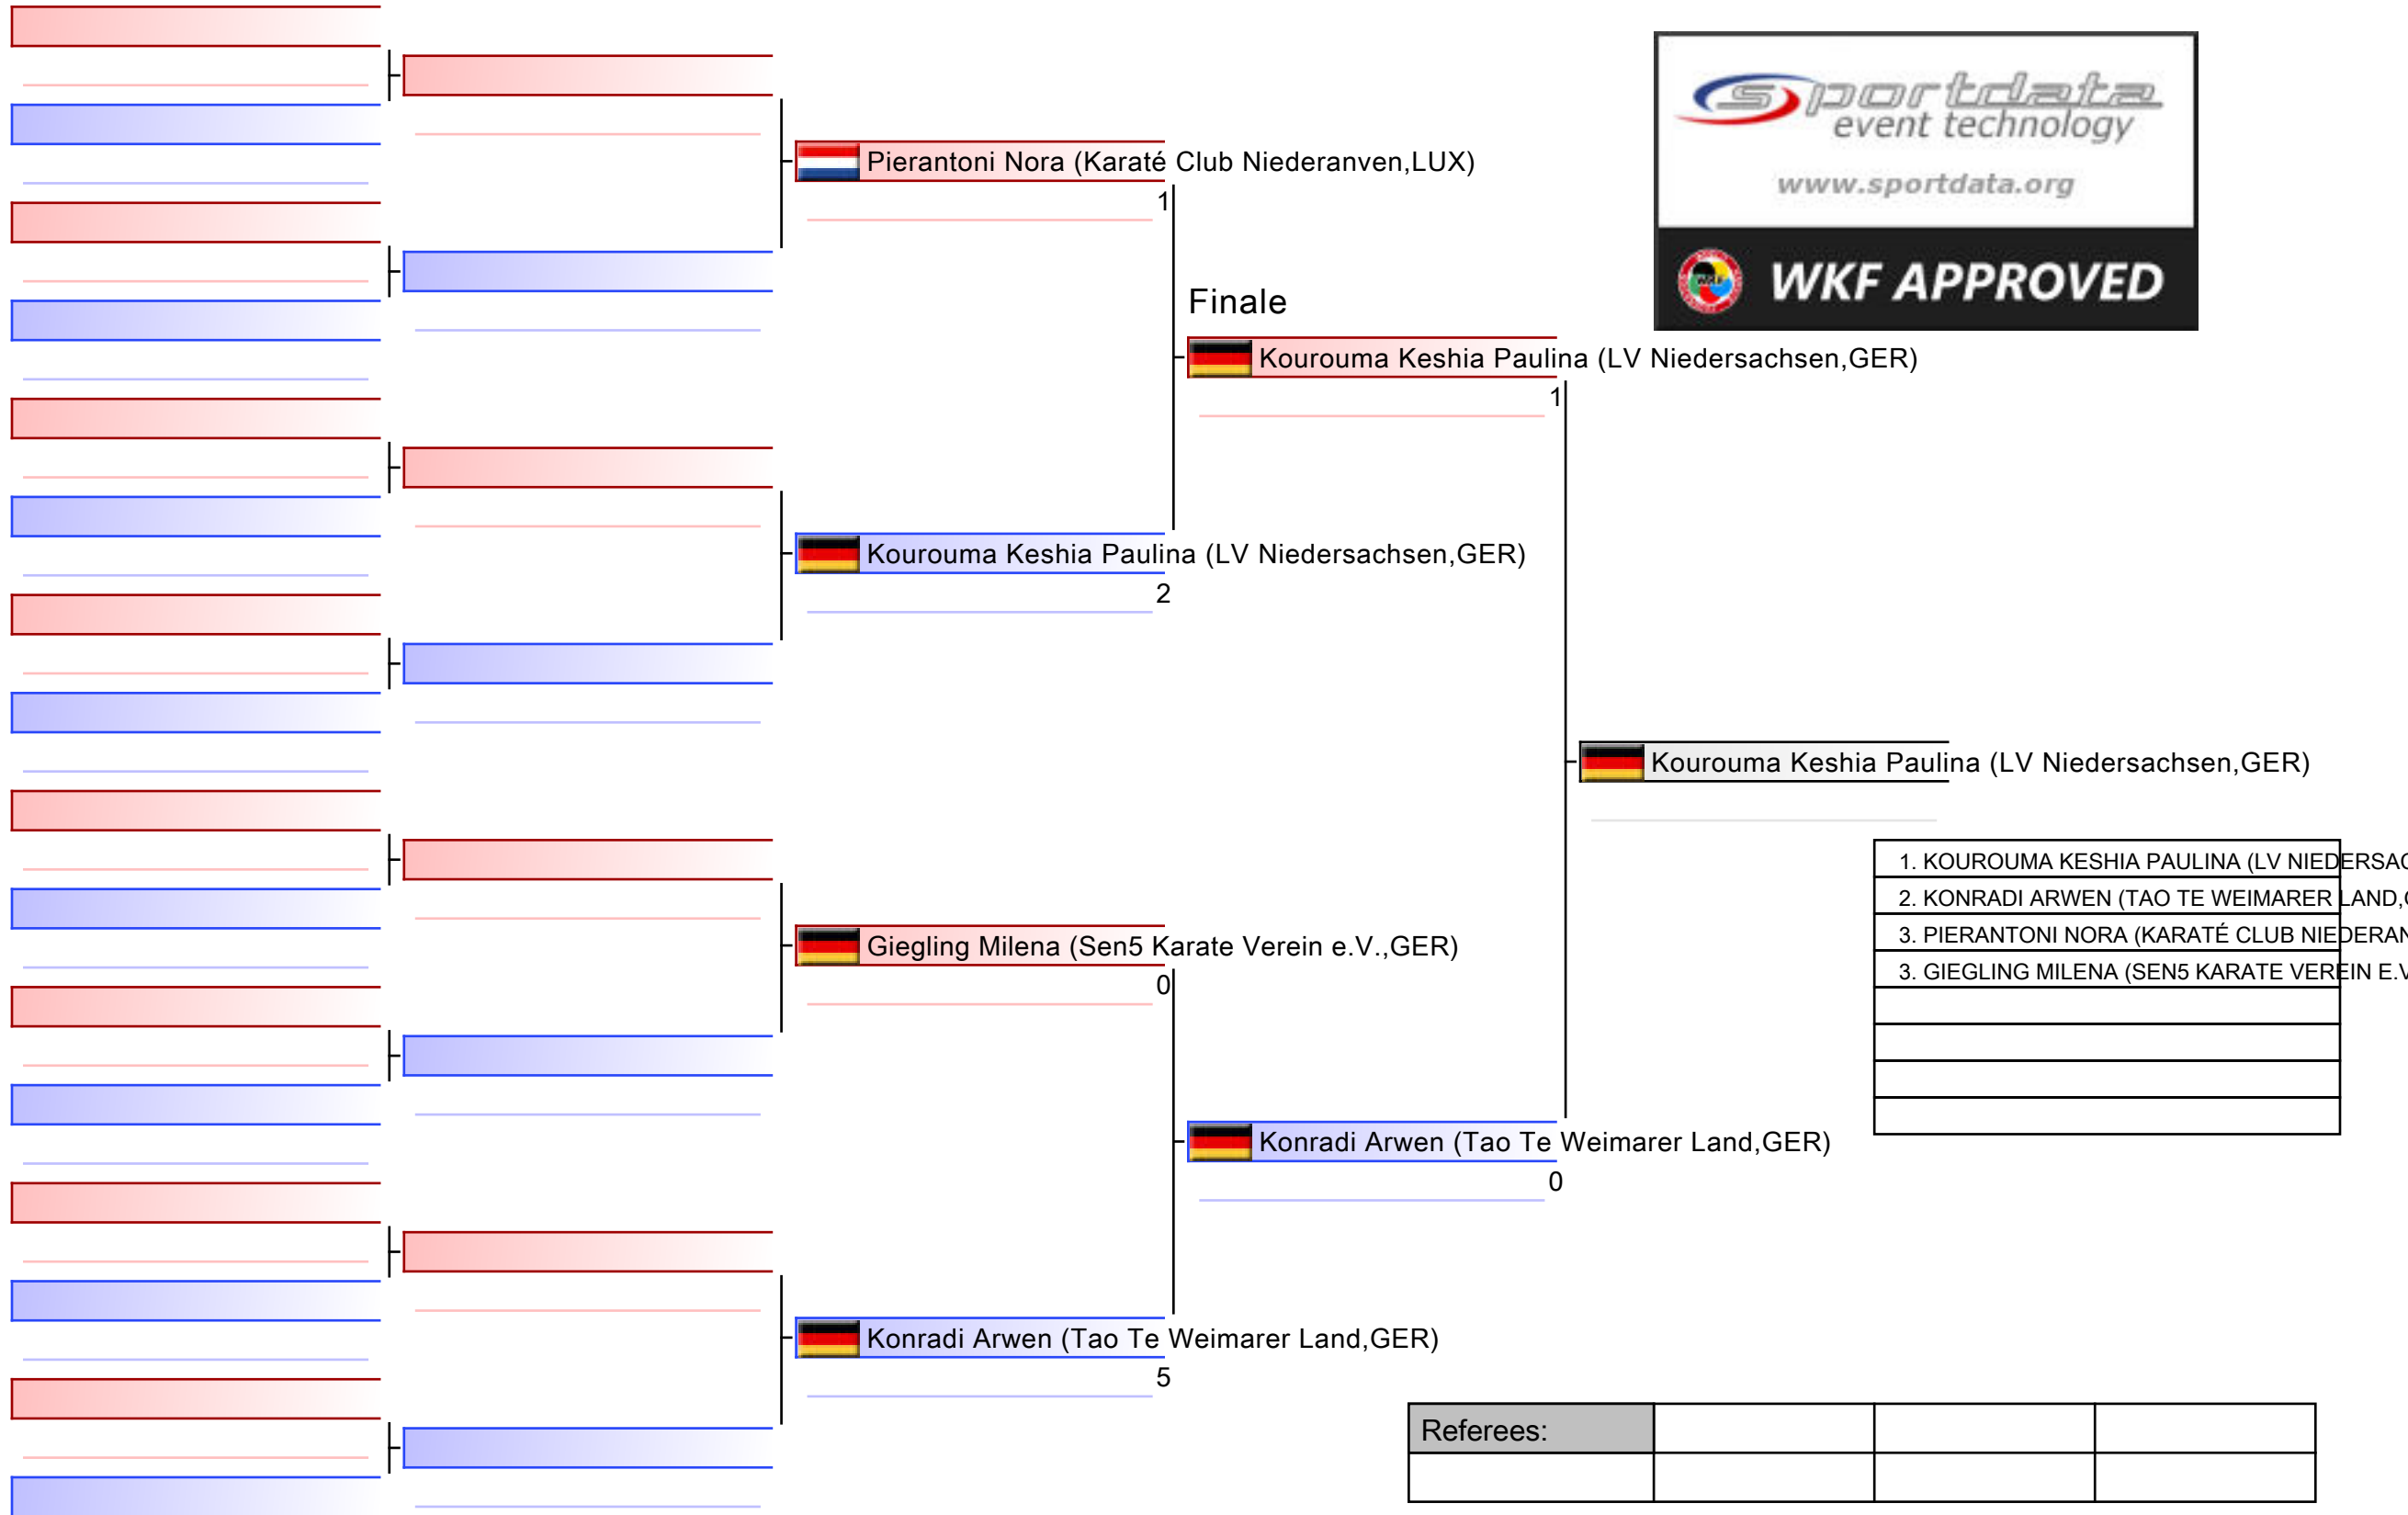 sportdata
event technology
www.sportdata.org
WKF
WKF APPROVED
Pierantoni Nora (Karaté Club Niederanven,LUX)
1
Finale
Kourouma Keshia Paulina (LV Niedersachsen,GER)
1
Kourouma Keshia Paulina (LV Niedersachsen,GER)
2
Kourouma Keshia Paulina (LV Niedersachsen,GER)
1. KOUROUMA KESHIA PAULINA (LV NIEDERSAC
2. KONRADI ARWEN (TAO TE WEIMARER LAND,
3. PIERANTONI NORA (KARATÉ CLUB NIEDERAN
3. GIEGLING MILENA (SEN5 KARATE VEREIN E.V
Giegling Milena (Sen5 Karate Verein e.V.,GER)
0
Konradi Arwen (Tao Te Weimarer Land,GER)
0
Konradi Arwen (Tao Te Weimarer Land,GER)
5
Referees: